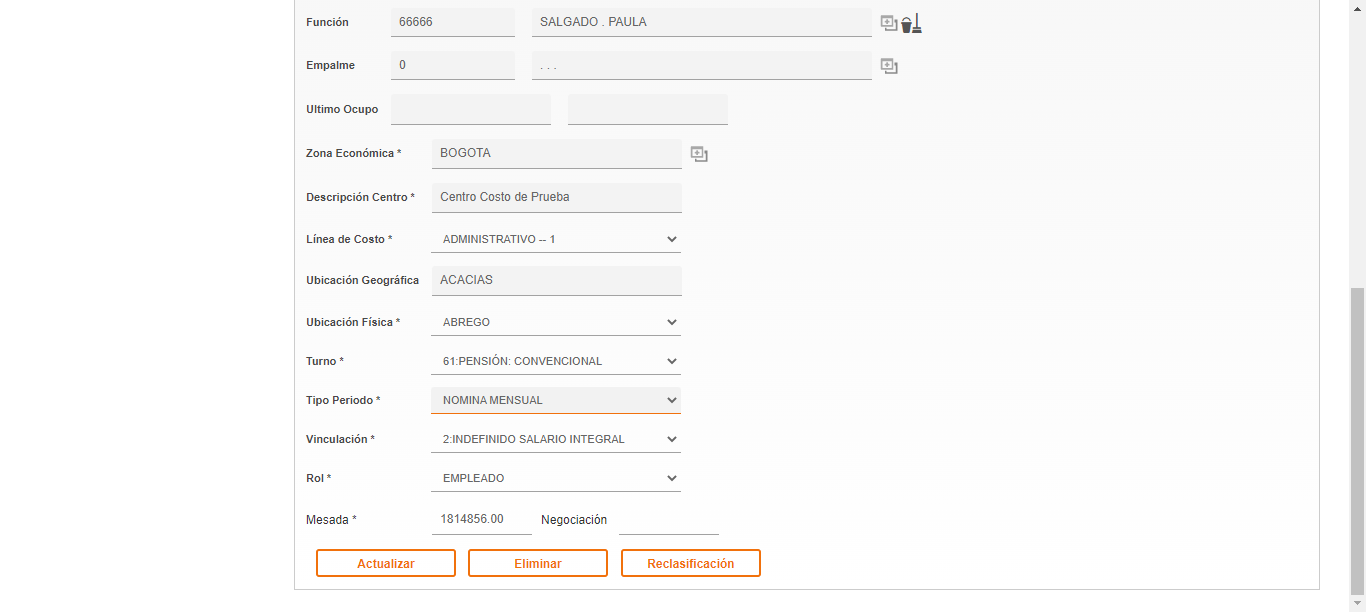 Función 66666 SALGADO . PAULA
Empalme 0 . . .
Ultimo Ocupo
Zona Económica * BOGOTA
Descripción Centro * Centro Costo de Prueba
Línea de Costo * ADMINISTRATIVO -- 1
Ubicación Geográfica ACACIAS
Ubicación Física * ABREGO
Turno * 61:PENSIÓN: CONVENCIONAL
Tipo Periodo * NOMINA MENSUAL
Vinculación * 2:INDEFINIDO SALARIO INTEGRAL
Rol * EMPLEADO
Mesada * 1814856.00 Negociación
Actualizar Eliminar Reclasificación